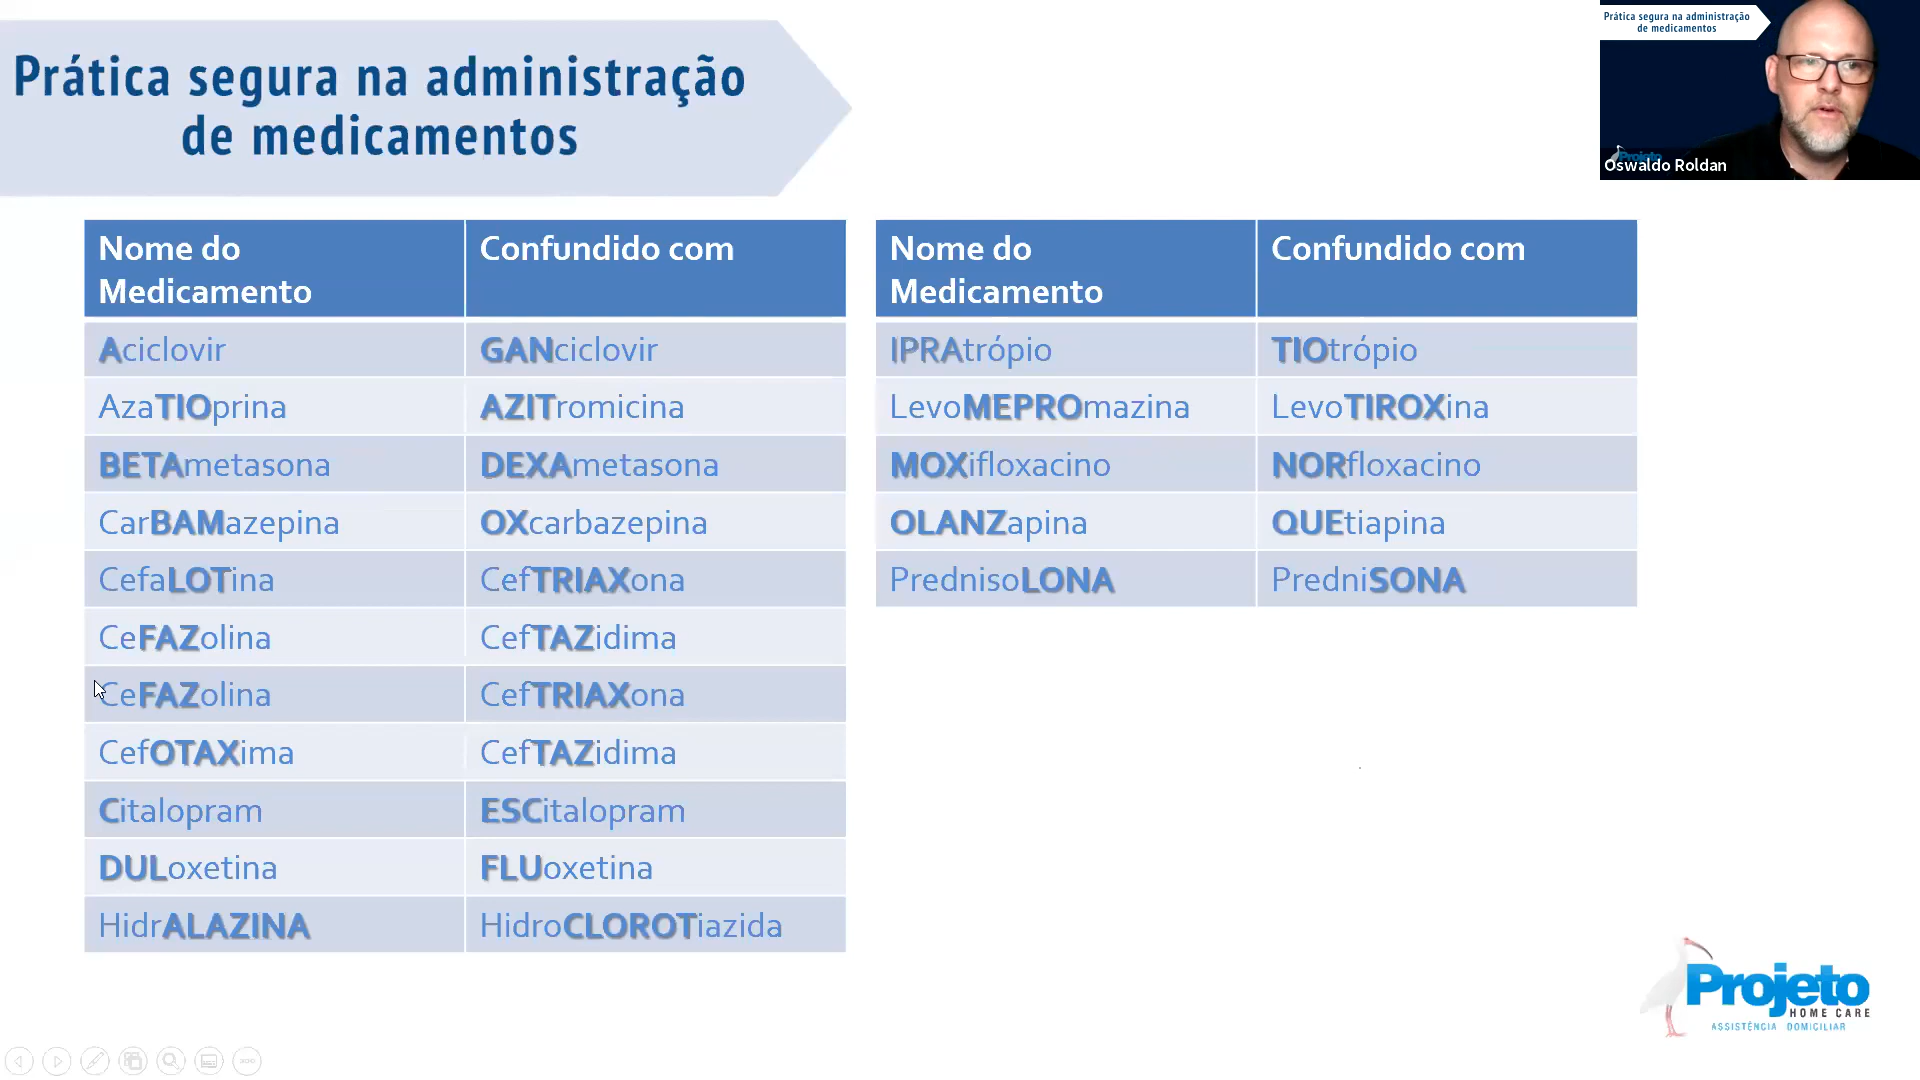 Prática segura na administração
de medicamentos
Prática segura na administração
de medicamentos
Projeto
Oswaldo Roldan
Nome do Medicamento	Confundido com
Aciclovir	GANciclovir
AzaTIOprina	AZITromicina
BETAmetasona	DEXAmetasona
CarBAMazepina	OXcarbazepina
CefaLOTina	CefTRIAXona
CeFAZolina	CefTAZidima
CeFAZolina	CefTRIAXona
CefOTAXima	CefTAZidima
Citalopram	ESCitalopram
DULoxetina	FLUoxetina
HidrALAZINA	HidroCLOROTiazida
Nome do Medicamento	Confundido com
IPRAtrópio	TIOtrópio
LevoMEPROmazina	LevoTIROXina
MOXifloxacino	NORfloxacino
OLANZapina	QUEtiapina
PrednisoLONA	PredniSONA
Projeto
HOME CARE
ASSISTÊNCIA DOMICILIAR